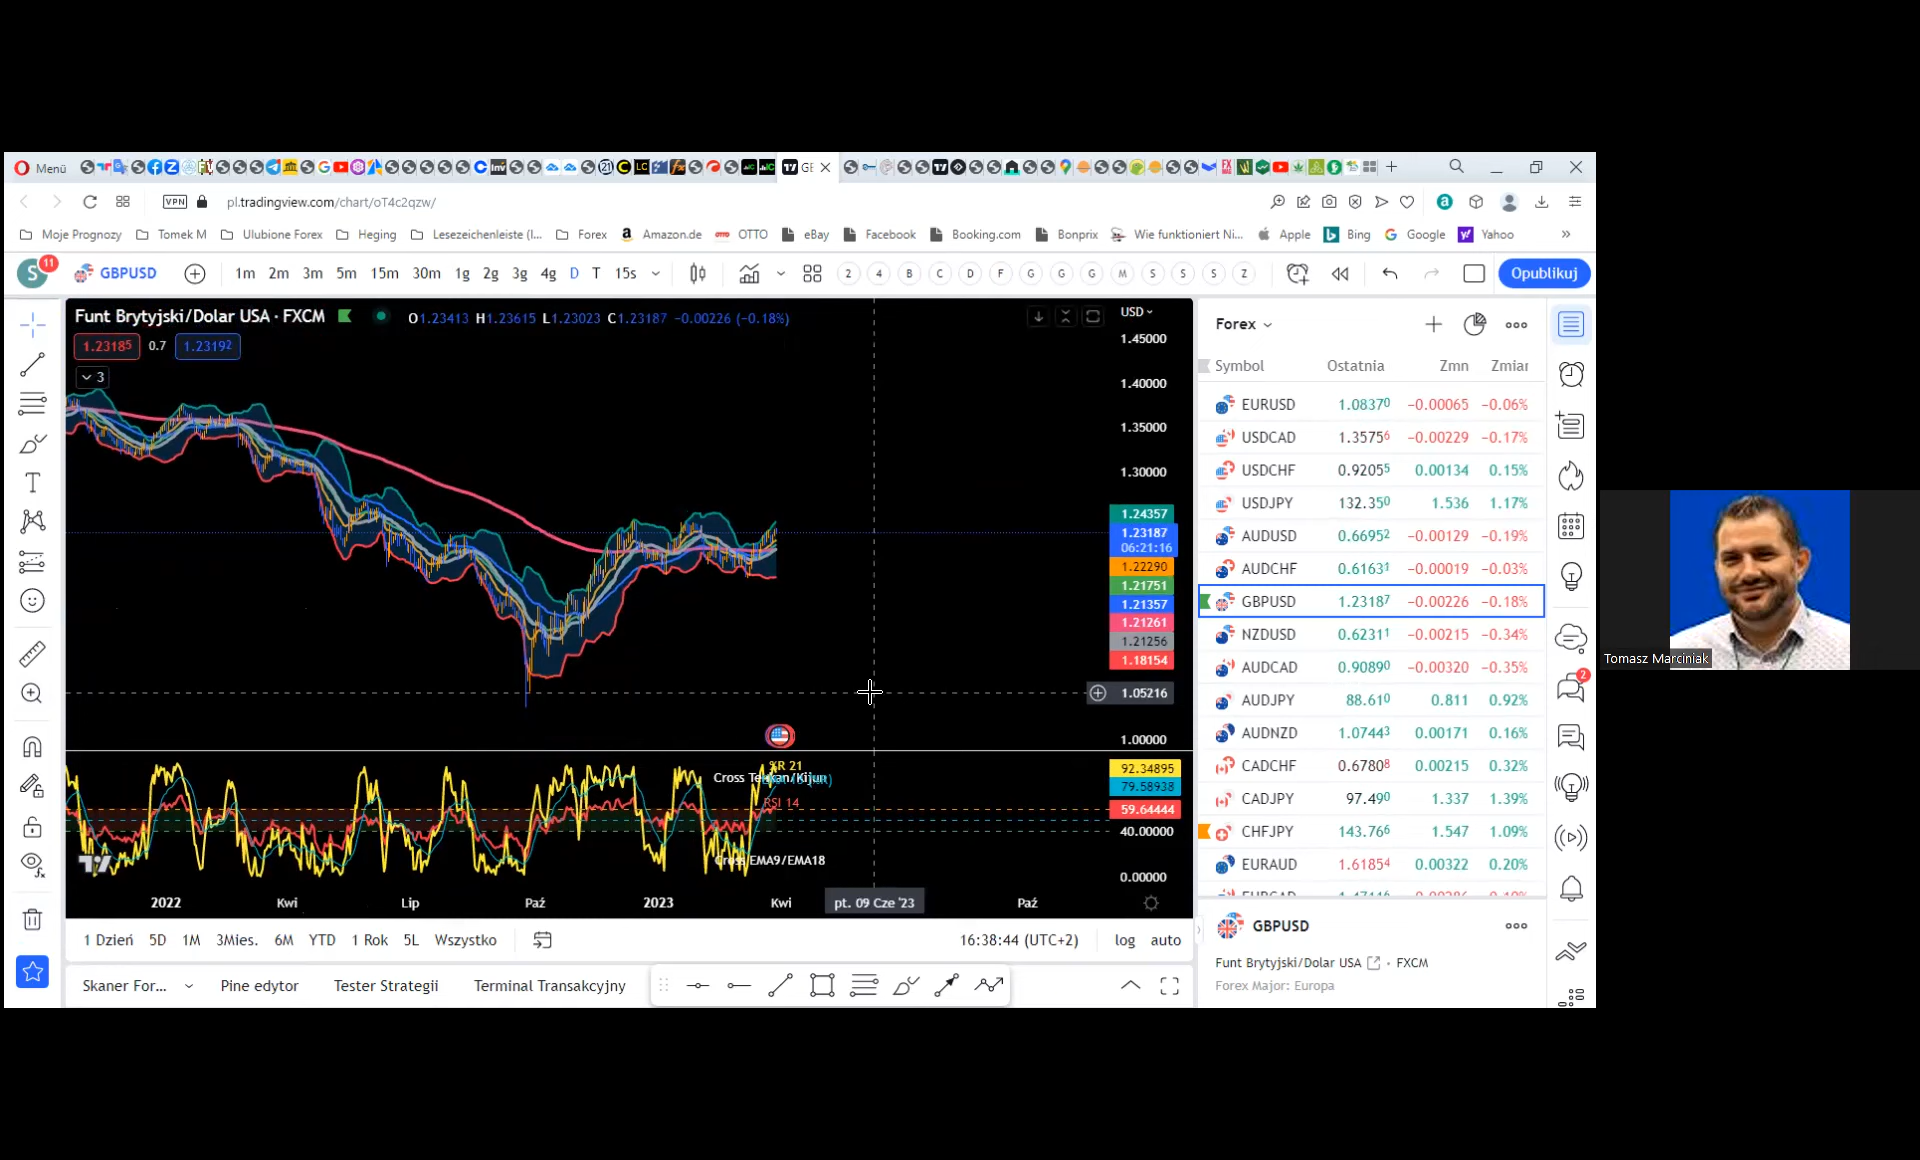 Menü
GE
VPN pl.tradingview.com/chart/oT4c2qzw/
Moje Prognozy Tomek M Ulubione Forex Heging Lesezeichenleiste (I... Forex Amazon.de OTTO eBay Facebook Booking.com Bonprix Wie funktioniert Ni... Apple Bing Google Yahoo »
S 11 GBPUSD 1m 2m 3m 5m 15m 30m 1g 2g 3g 4g D T 15s 2 4 B C D F G G G M S S S Z Opublikuj
Funt Brytyjski/Dolar USA · FXCM O1.23413 H1.23615 L1.23023 C1.23187 −0.00226 (−0.18%) USD
1.23185 0.7 1.23192
3
1.45000
1.40000
1.35000
1.30000
1.24357
1.23187
06:21:16
1.22290
1.21751
1.21357
1.21261
1.21256
1.18154
1.05216
1.00000
%R 21
Cross Tenkan/Kijun
RSI 14
Cross EMA9/EMA18
92.34895
79.58938
59.64444
40.00000
0.00000
2022 Kwi Lip Paź 2023 Kwi pt. 09 Cze '23 Paź
1 Dzień 5D 1M 3Mies. 6M YTD 1 Rok 5L Wszystko 16:38:44 (UTC+2) log auto
Skaner For... Pine edytor Tester Strategii Terminal Transakcyjny
Forex
Symbol Ostatnia Zmn Zmiar
EURUSD 1.08370 −0.00065 −0.06%
USDCAD 1.35756 −0.00229 −0.17%
USDCHF 0.92055 0.00134 0.15%
USDJPY 132.350 1.536 1.17%
AUDUSD 0.66952 −0.00129 −0.19%
AUDCHF 0.61631 −0.00019 −0.03%
GBPUSD 1.23187 −0.00226 −0.18%
NZDUSD 0.62311 −0.00215 −0.34%
AUDCAD 0.90890 −0.00320 −0.35%
AUDJPY 88.610 0.811 0.92%
AUDNZD 1.07443 0.00171 0.16%
CADCHF 0.67808 0.00215 0.32%
CADJPY 97.490 1.337 1.39%
CHFJPY 143.766 1.547 1.09%
EURAUD 1.61854 0.00322 0.20%
GBPUSD
Funt Brytyjski/Dolar USA · FXCM
Forex Major: Europa
2
Tomasz Marciniak